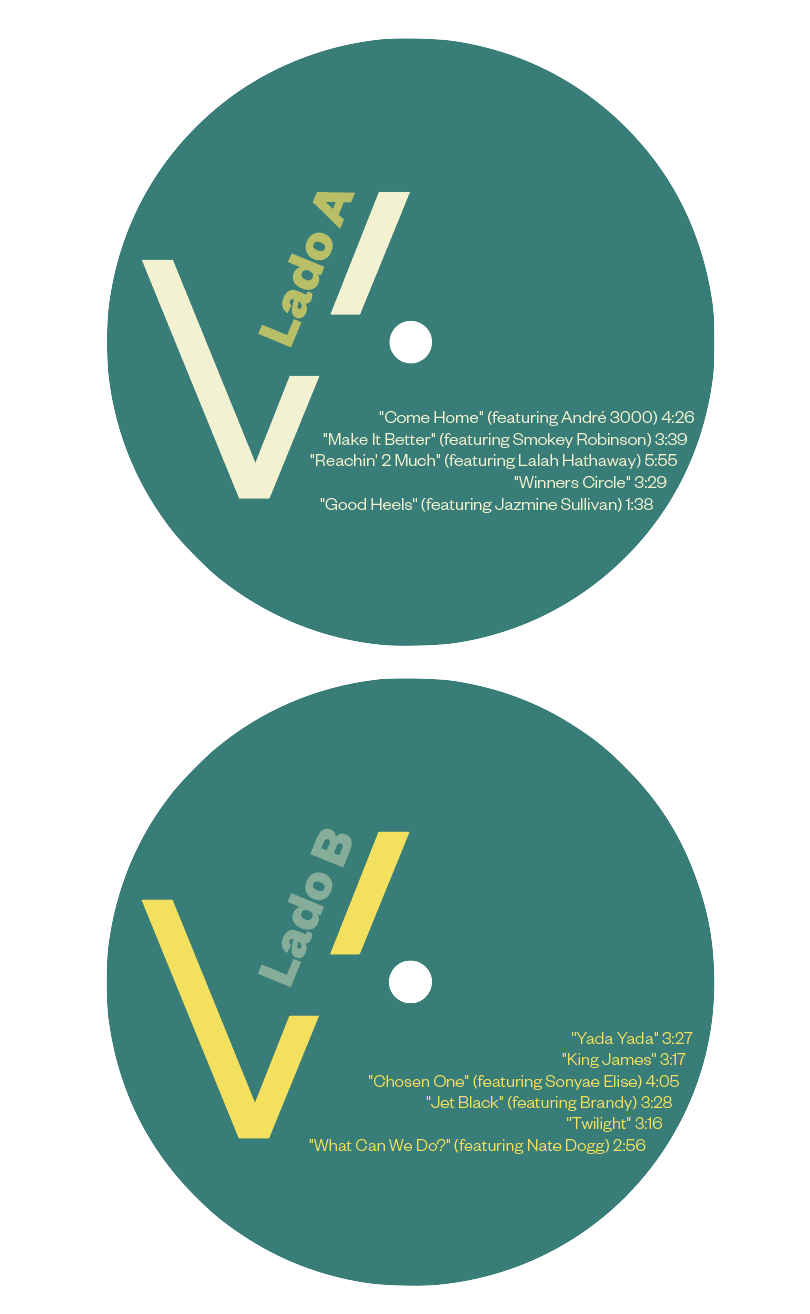 Lado A
V
"Come Home" (featuring André 3000) 4:26
"Make It Better" (featuring Smokey Robinson) 3:39
"Reachin' 2 Much" (featuring Lalah Hathaway) 5:55
"Winners Circle" 3:29
"Good Heels" (featuring Jazmine Sullivan) 1:38
Lado B
V
"Yada Yada" 3:27
"King James" 3:17
"Chosen One" (featuring Sonyae Elise) 4:05
"Jet Black" (featuring Brandy) 3:28
"Twilight" 3:16
"What Can We Do?" (featuring Nate Dogg) 2:56